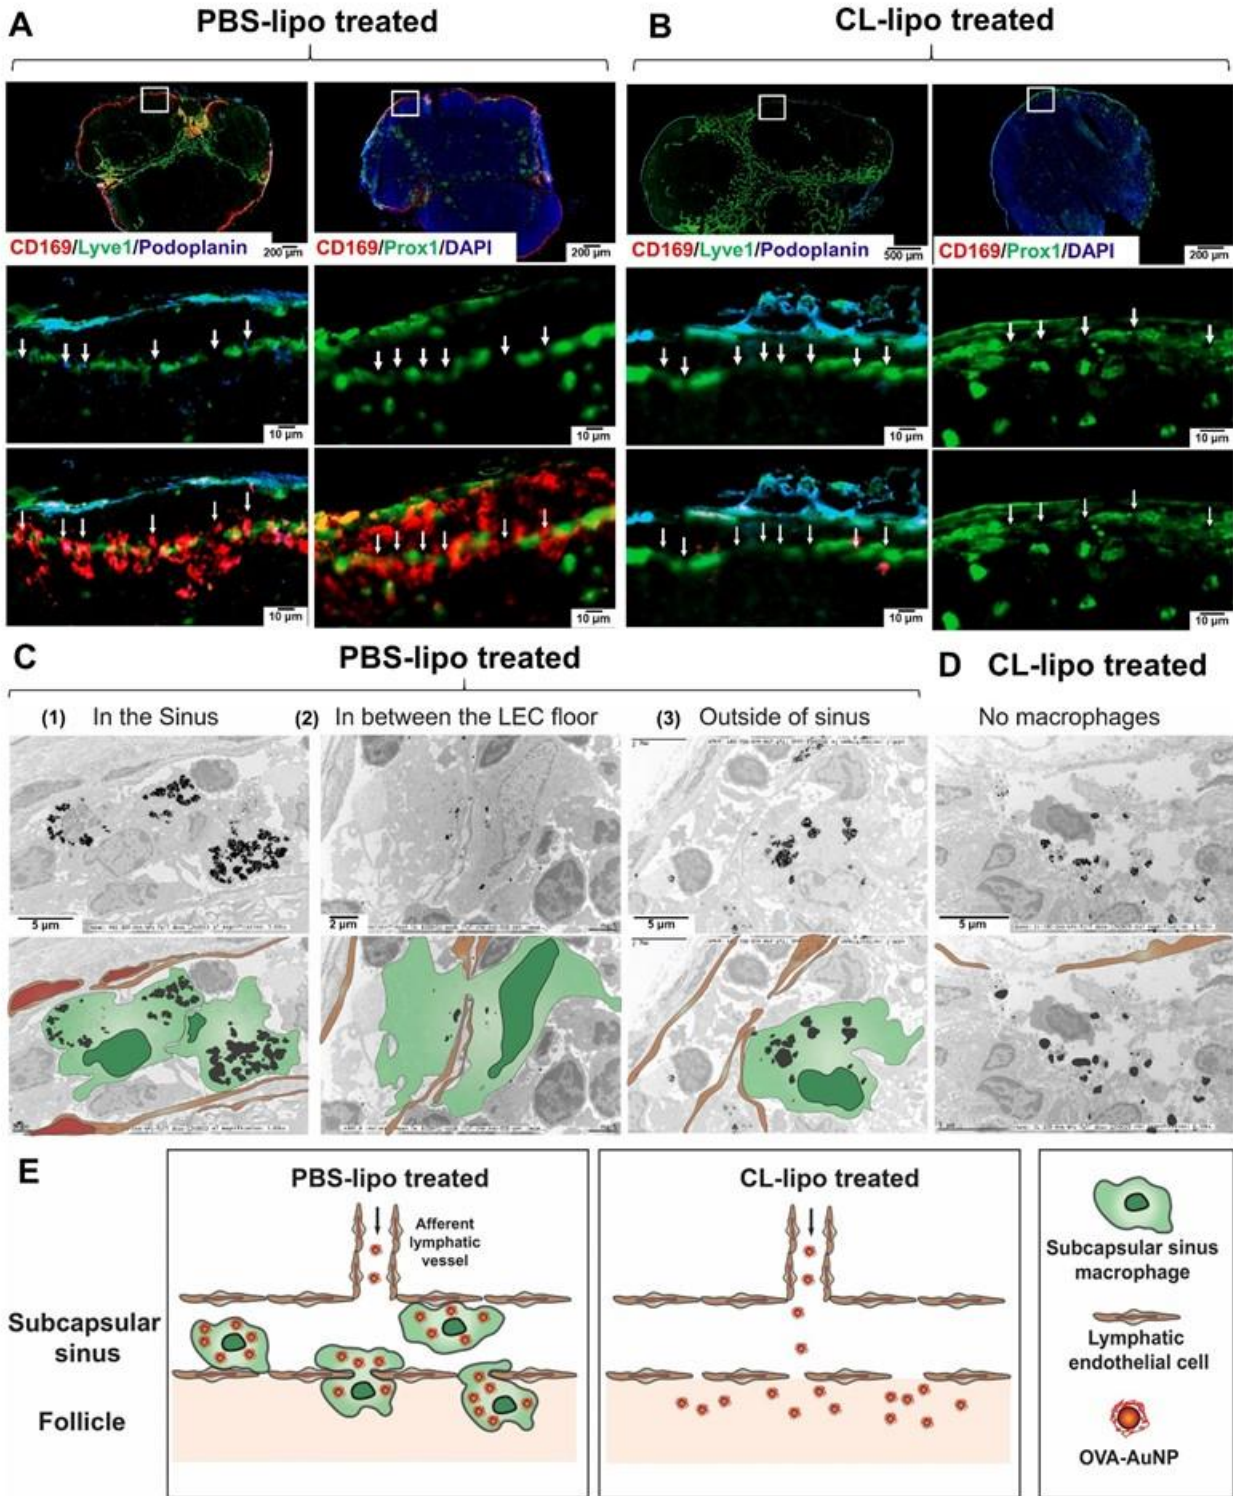 A
PBS-lipo treated
B
CL-lipo treated
CD169/Lyve1/Podoplanin
200 µm
CD169/Prox1/DAPI
200 µm
CD169/Lyve1/Podoplanin
500 µm
CD169/Prox1/DAPI
200 µm
10 µm
10 µm
10 µm
10 µm
10 µm
10 µm
10 µm
10 µm
C
PBS-lipo treated
D
CL-lipo treated
(1) In the Sinus
(2) In between the LEC floor
(3) Outside of sinus
No macrophages
5 µm
2 µm
5 µm
5 µm
E
PBS-lipo treated
Afferent
lymphatic
vessel
Subcapsular
sinus
Follicle
CL-lipo treated
Subcapsular sinus
macrophage
Lymphatic
endothelial cell
OVA-AuNP